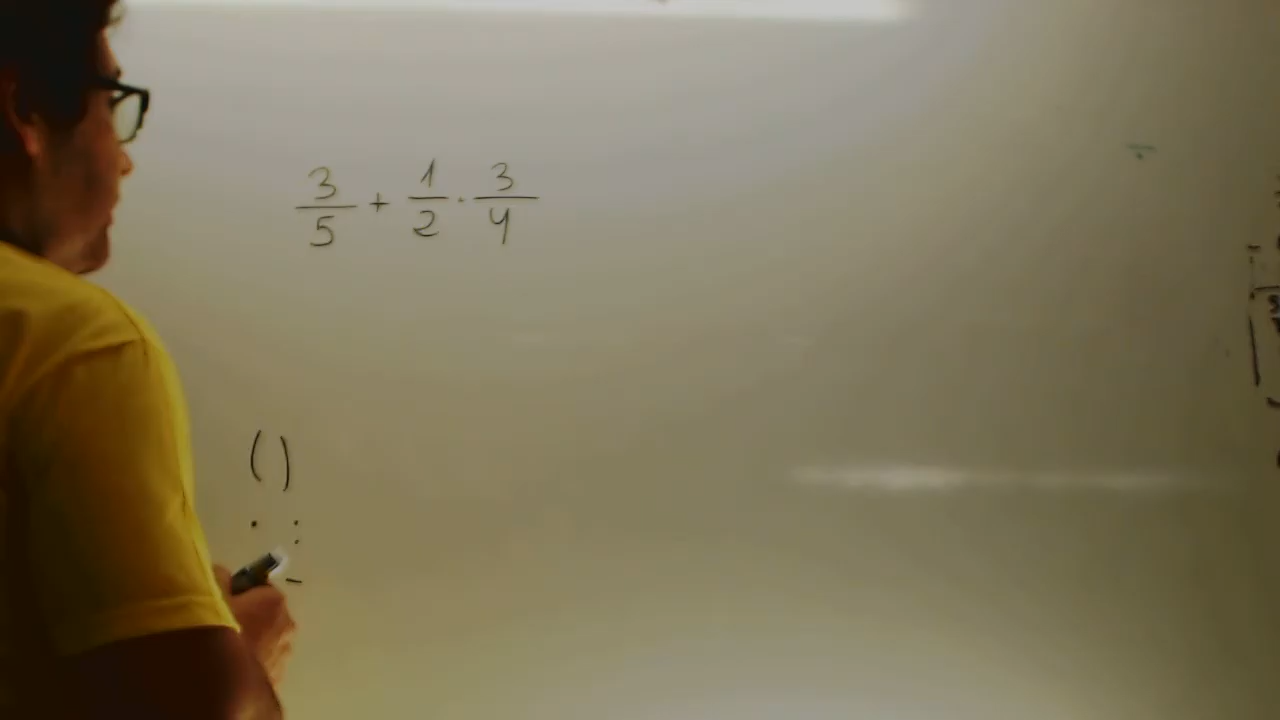 3/5 + 1/2 · 3/4
( )
· :
-